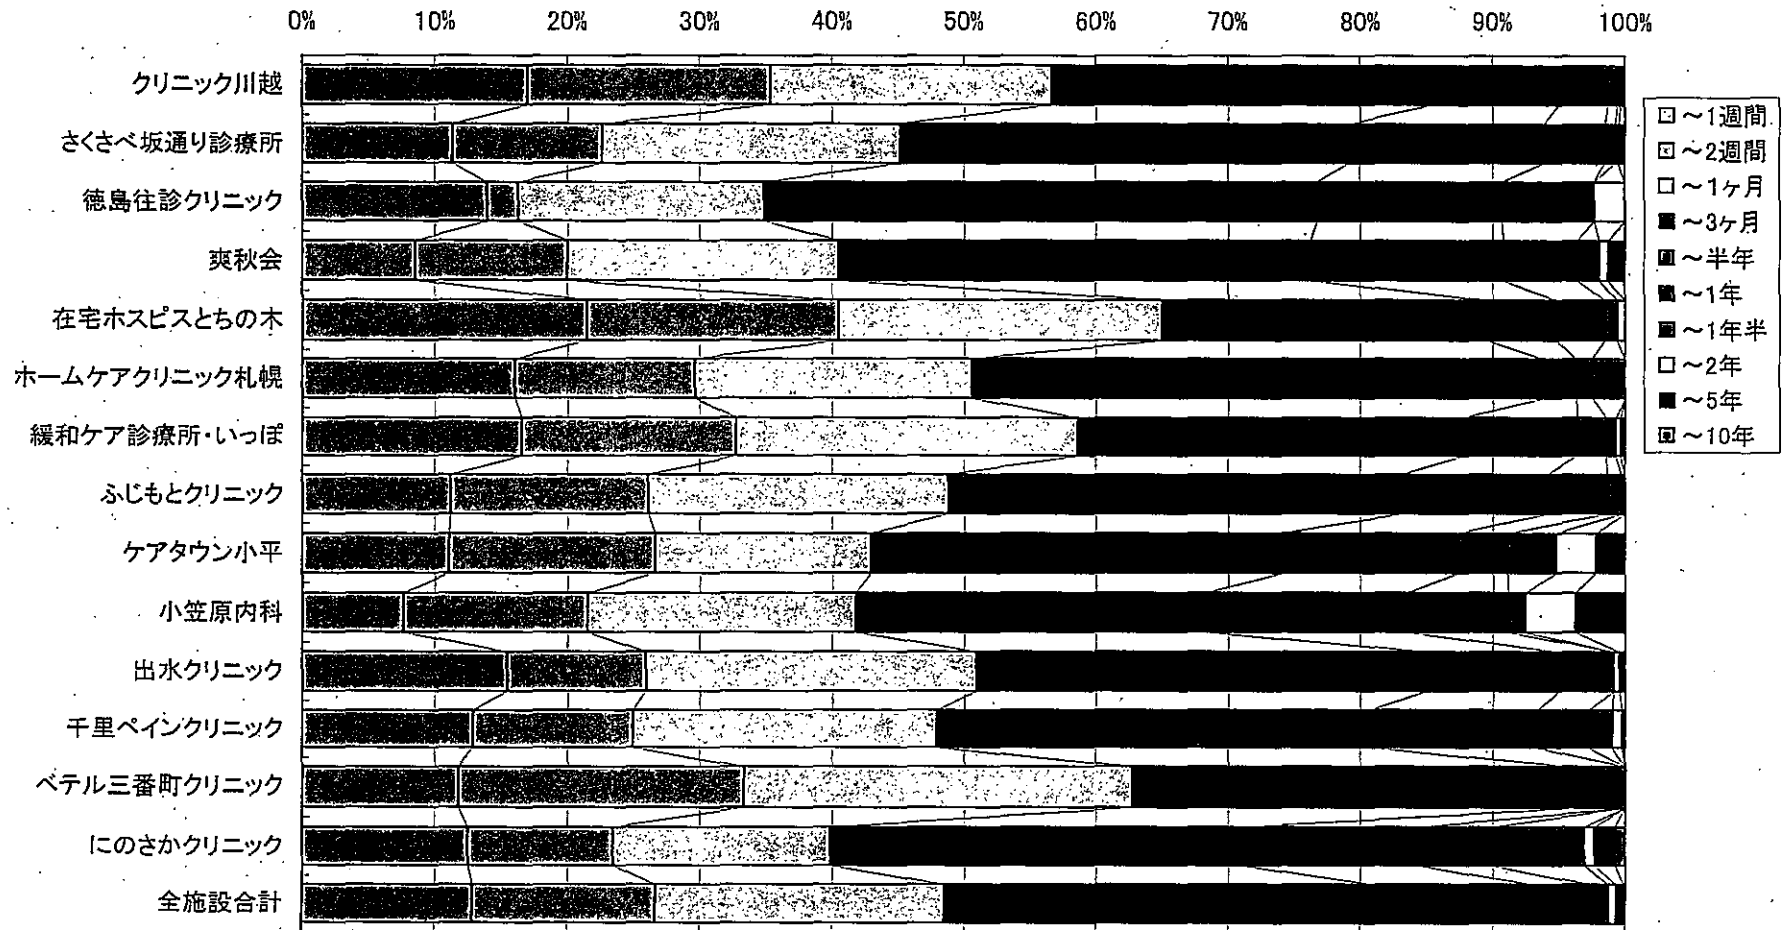 0% 10% 20% 30% 40% 50% 60% 70% 80% 90% 100%
クリニック川越
さくさべ坂通り診療所
徳島往診クリニック
爽秋会
在宅ホスピスとちの木
ホームケアクリニック札幌
緩和ケア診療所・いっぽ
ふじもとクリニック
ケアタウン小平
小笠原内科
出水クリニック
千里ペインクリニック
ベテル三番町クリニック
にのさかクリニック
全施設合計
～1週間
～2週間
～1ヶ月
～3ヶ月
～半年
～1年
～1年半
～2年
～5年
～10年